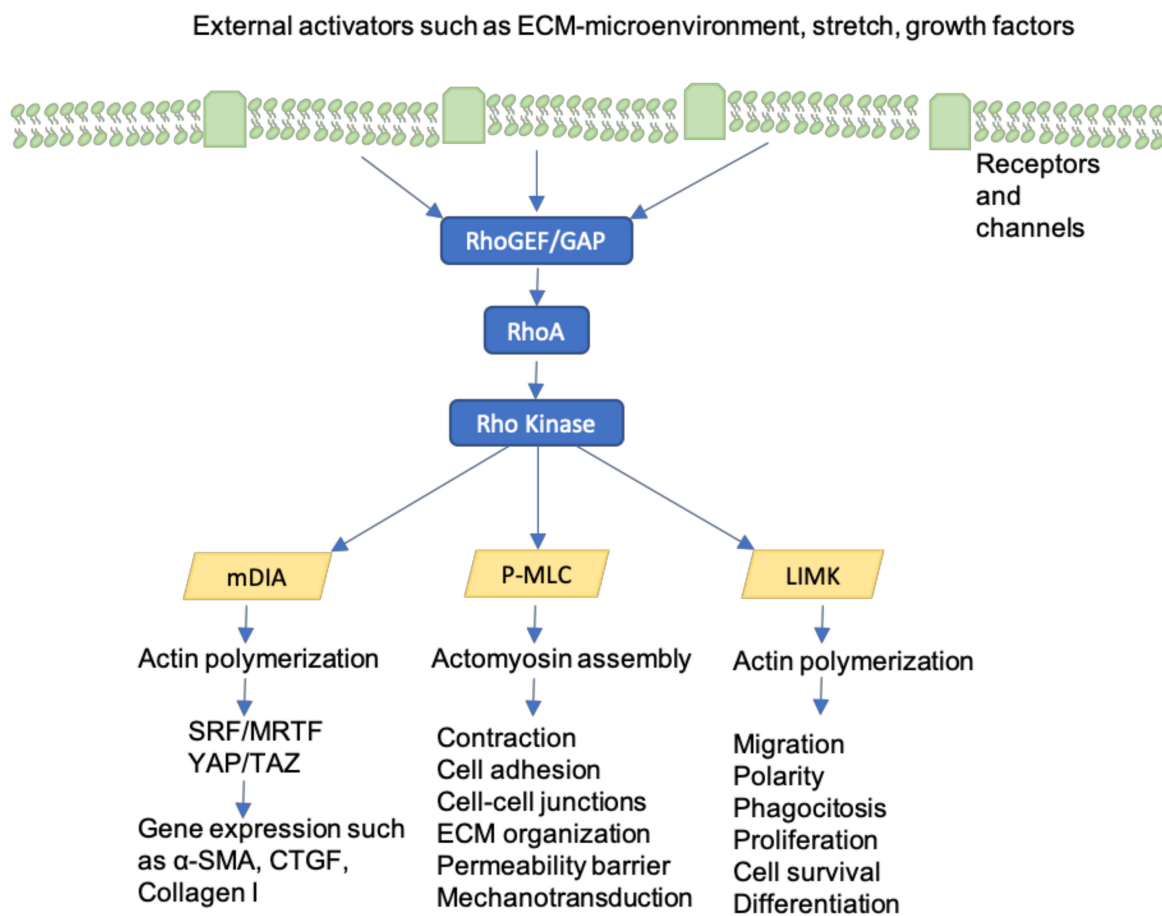 External activators such as ECM-microenvironment, stretch, growth factors
Receptors
and
channels
RhoGEF/GAP
RhoA
Rho Kinase
mDIA
P-MLC
LIMK
Actin polymerization
Actomyosin assembly
Actin polymerization
SRF/MRTF
YAP/TAZ
Gene expression such
as α-SMA, CTGF,
Collagen I
Contraction
Cell adhesion
Cell-cell junctions
ECM organization
Permeability barrier
Mechanotransduction
Migration
Polarity
Phagocitosis
Proliferation
Cell survival
Differentiation